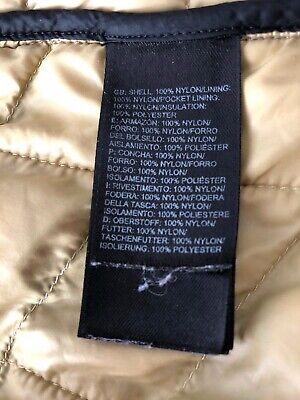 GB: SHELL: 100% NYLON/LINING:
100% NYLON/POCKET LINING:
100% NYLON/INSULATION:
100% POLYESTER
E: ARMAZÓN: 100% NYLON/
FORRO: 100% NYLON/FORRO
DEL BOLSILLO: 100% NYLON/
AISLAMIENTO: 100% POLIÉSTER
P: CONCHA: 100% NYLON/
FORRO: 100% NYLON/FORRO
BOLSO: 100% NYLON/
ISOLAMENTO: 100% POLIÉSTER
I: RIVESTIMENTO: 100% NYLON/
FODERA: 100% NYLON/FODERA
DELLA TASCA: 100% NYLON/
ISOLAMENTO: 100% POLIESTERE
D: OBERSTOFF: 100% NYLON/
FUTTER: 100% NYLON/
TASCHENFUTTER: 100% NYLON/
ISOLIERUNG: 100% POLYESTER